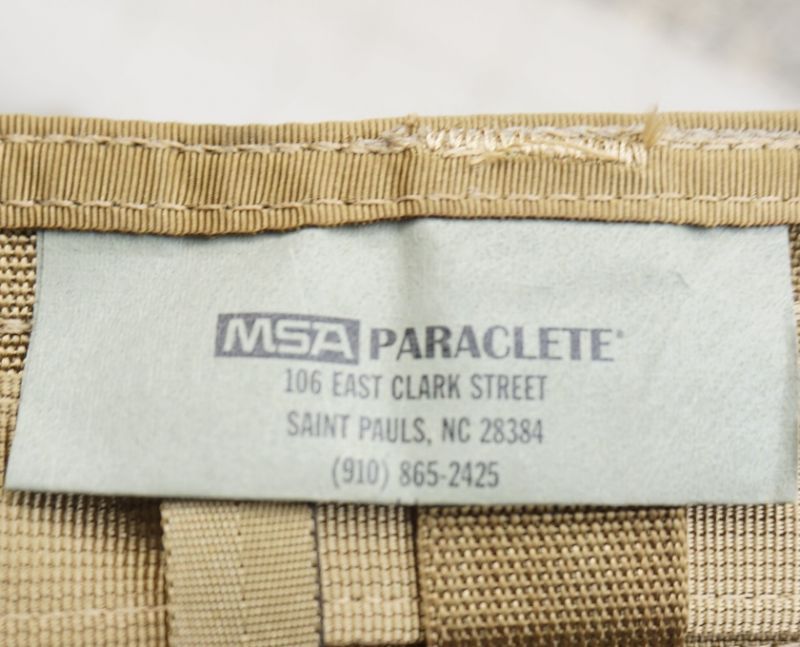 MSA PARACLETE®
106 EAST CLARK STREET
SAINT PAULS, NC 28384
(910) 865-2425